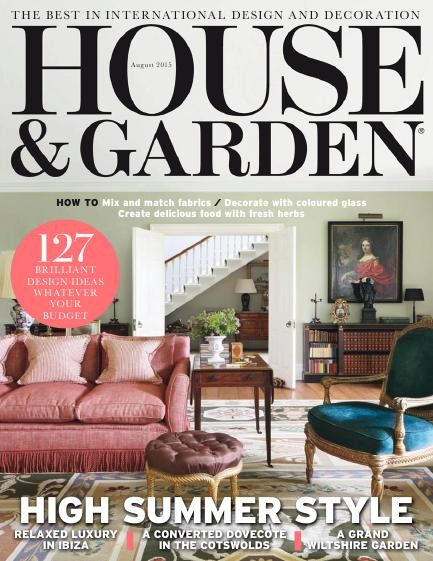 THE BEST IN INTERNATIONAL DESIGN AND DECORATION
HOUSE
August 2015
& GARDEN®
HOW TO Mix and match fabrics / Decorate with coloured glass
Create delicious food with fresh herbs
127
BRILLIANT
DESIGN IDEAS
WHATEVER
YOUR
BUDGET
HIGH SUMMER STYLE
RELAXED LUXURY
IN IBIZA
A CONVERTED DOVECOTE
IN THE COTSWOLDS
A GRAND
WILTSHIRE GARDEN